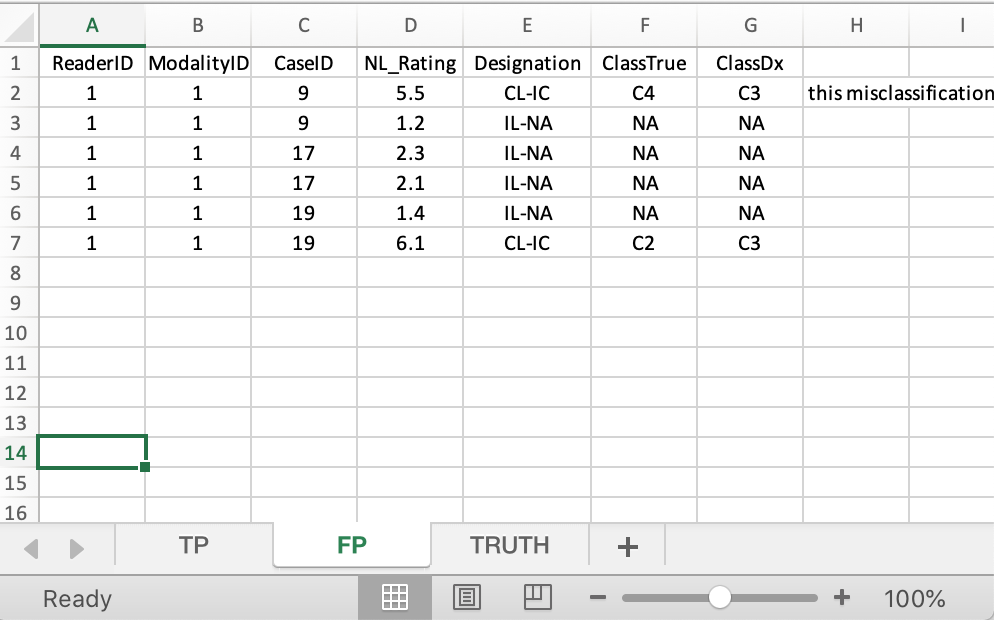 A B C D E F G H I
1 ReaderID ModalityID CaseID NL_Rating Designation ClassTrue ClassDx
2 1 1 9 5.5 CL-IC C4 C3 this misclassification
3 1 1 9 1.2 IL-NA NA NA
4 1 1 17 2.3 IL-NA NA NA
5 1 1 17 2.1 IL-NA NA NA
6 1 1 19 1.4 IL-NA NA NA
7 1 1 19 6.1 CL-IC C2 C3
8
9
10
11
12
13
14
15
16
TP FP TRUTH +
Ready − + 100%